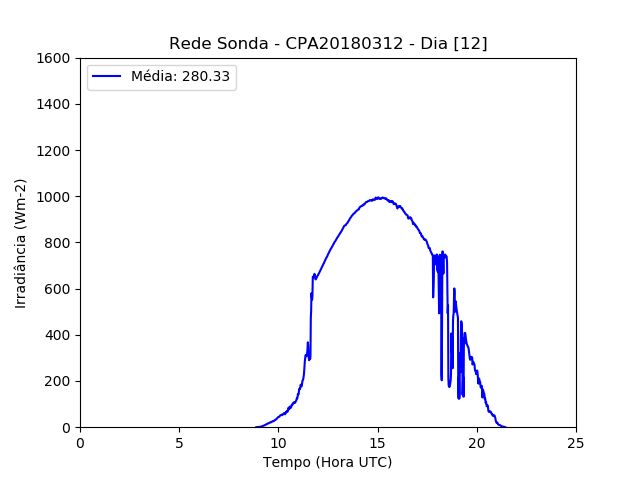 Rede Sonda - CPA20180312 - Dia [12]
Média: 280.33
Irradiância (Wm-2)
1600
1400
1200
1000
800
600
400
200
0
0 5 10 15 20 25
Tempo (Hora UTC)